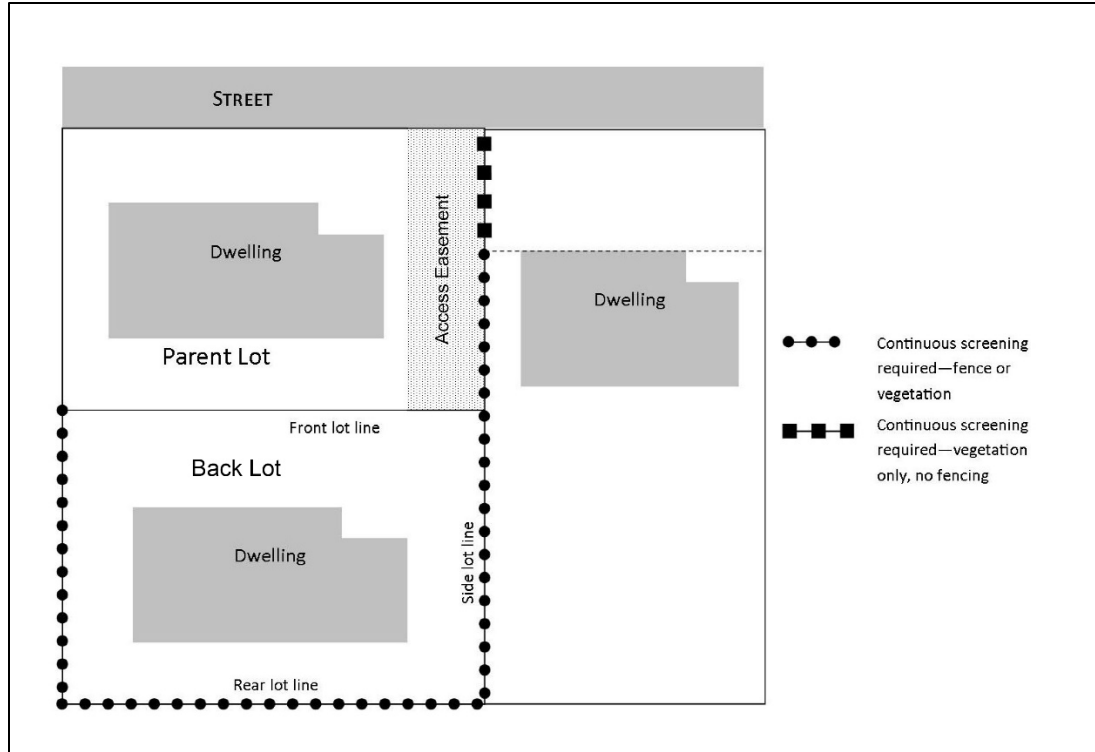 STREET
Access Easement
Dwelling
Dwelling
Parent Lot
Continuous screening
required—fence or
vegetation
Continuous screening
required—vegetation
only, no fencing
Front lot line
Back Lot
Side lot line
Dwelling
Rear lot line